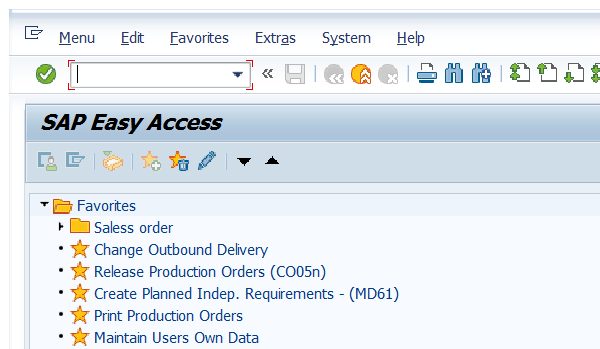 Menu Edit Favorites Extras System Help
SAP Easy Access
Favorites
Saless order
Change Outbound Delivery
Release Production Orders (CO05n)
Create Planned Indep. Requirements - (MD61)
Print Production Orders
Maintain Users Own Data